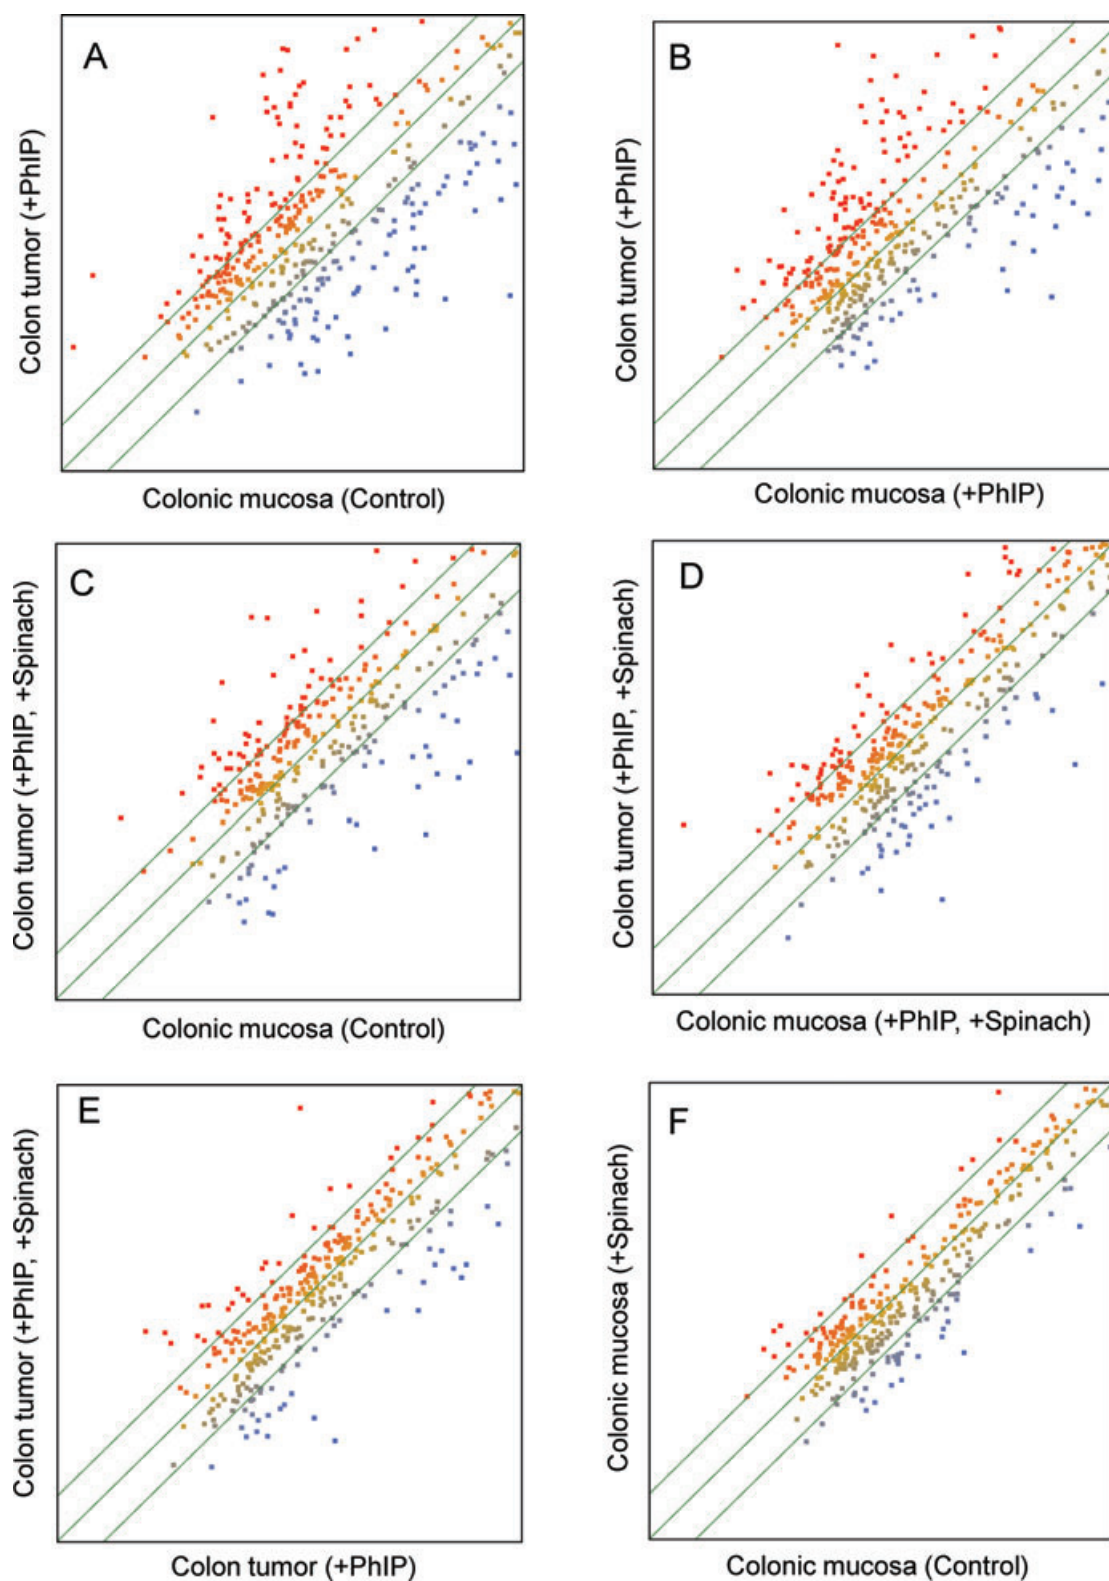 A
Colon tumor (+PhIP)
Colonic mucosa (Control)
B
Colon tumor (+PhIP)
Colonic mucosa (+PhIP)
C
Colon tumor (+PhIP, +Spinach)
Colonic mucosa (Control)
D
Colon tumor (+PhIP, +Spinach)
Colonic mucosa (+PhIP, +Spinach)
E
Colon tumor (+PhIP, +Spinach)
Colon tumor (+PhIP)
F
Colonic mucosa (+Spinach)
Colonic mucosa (Control)